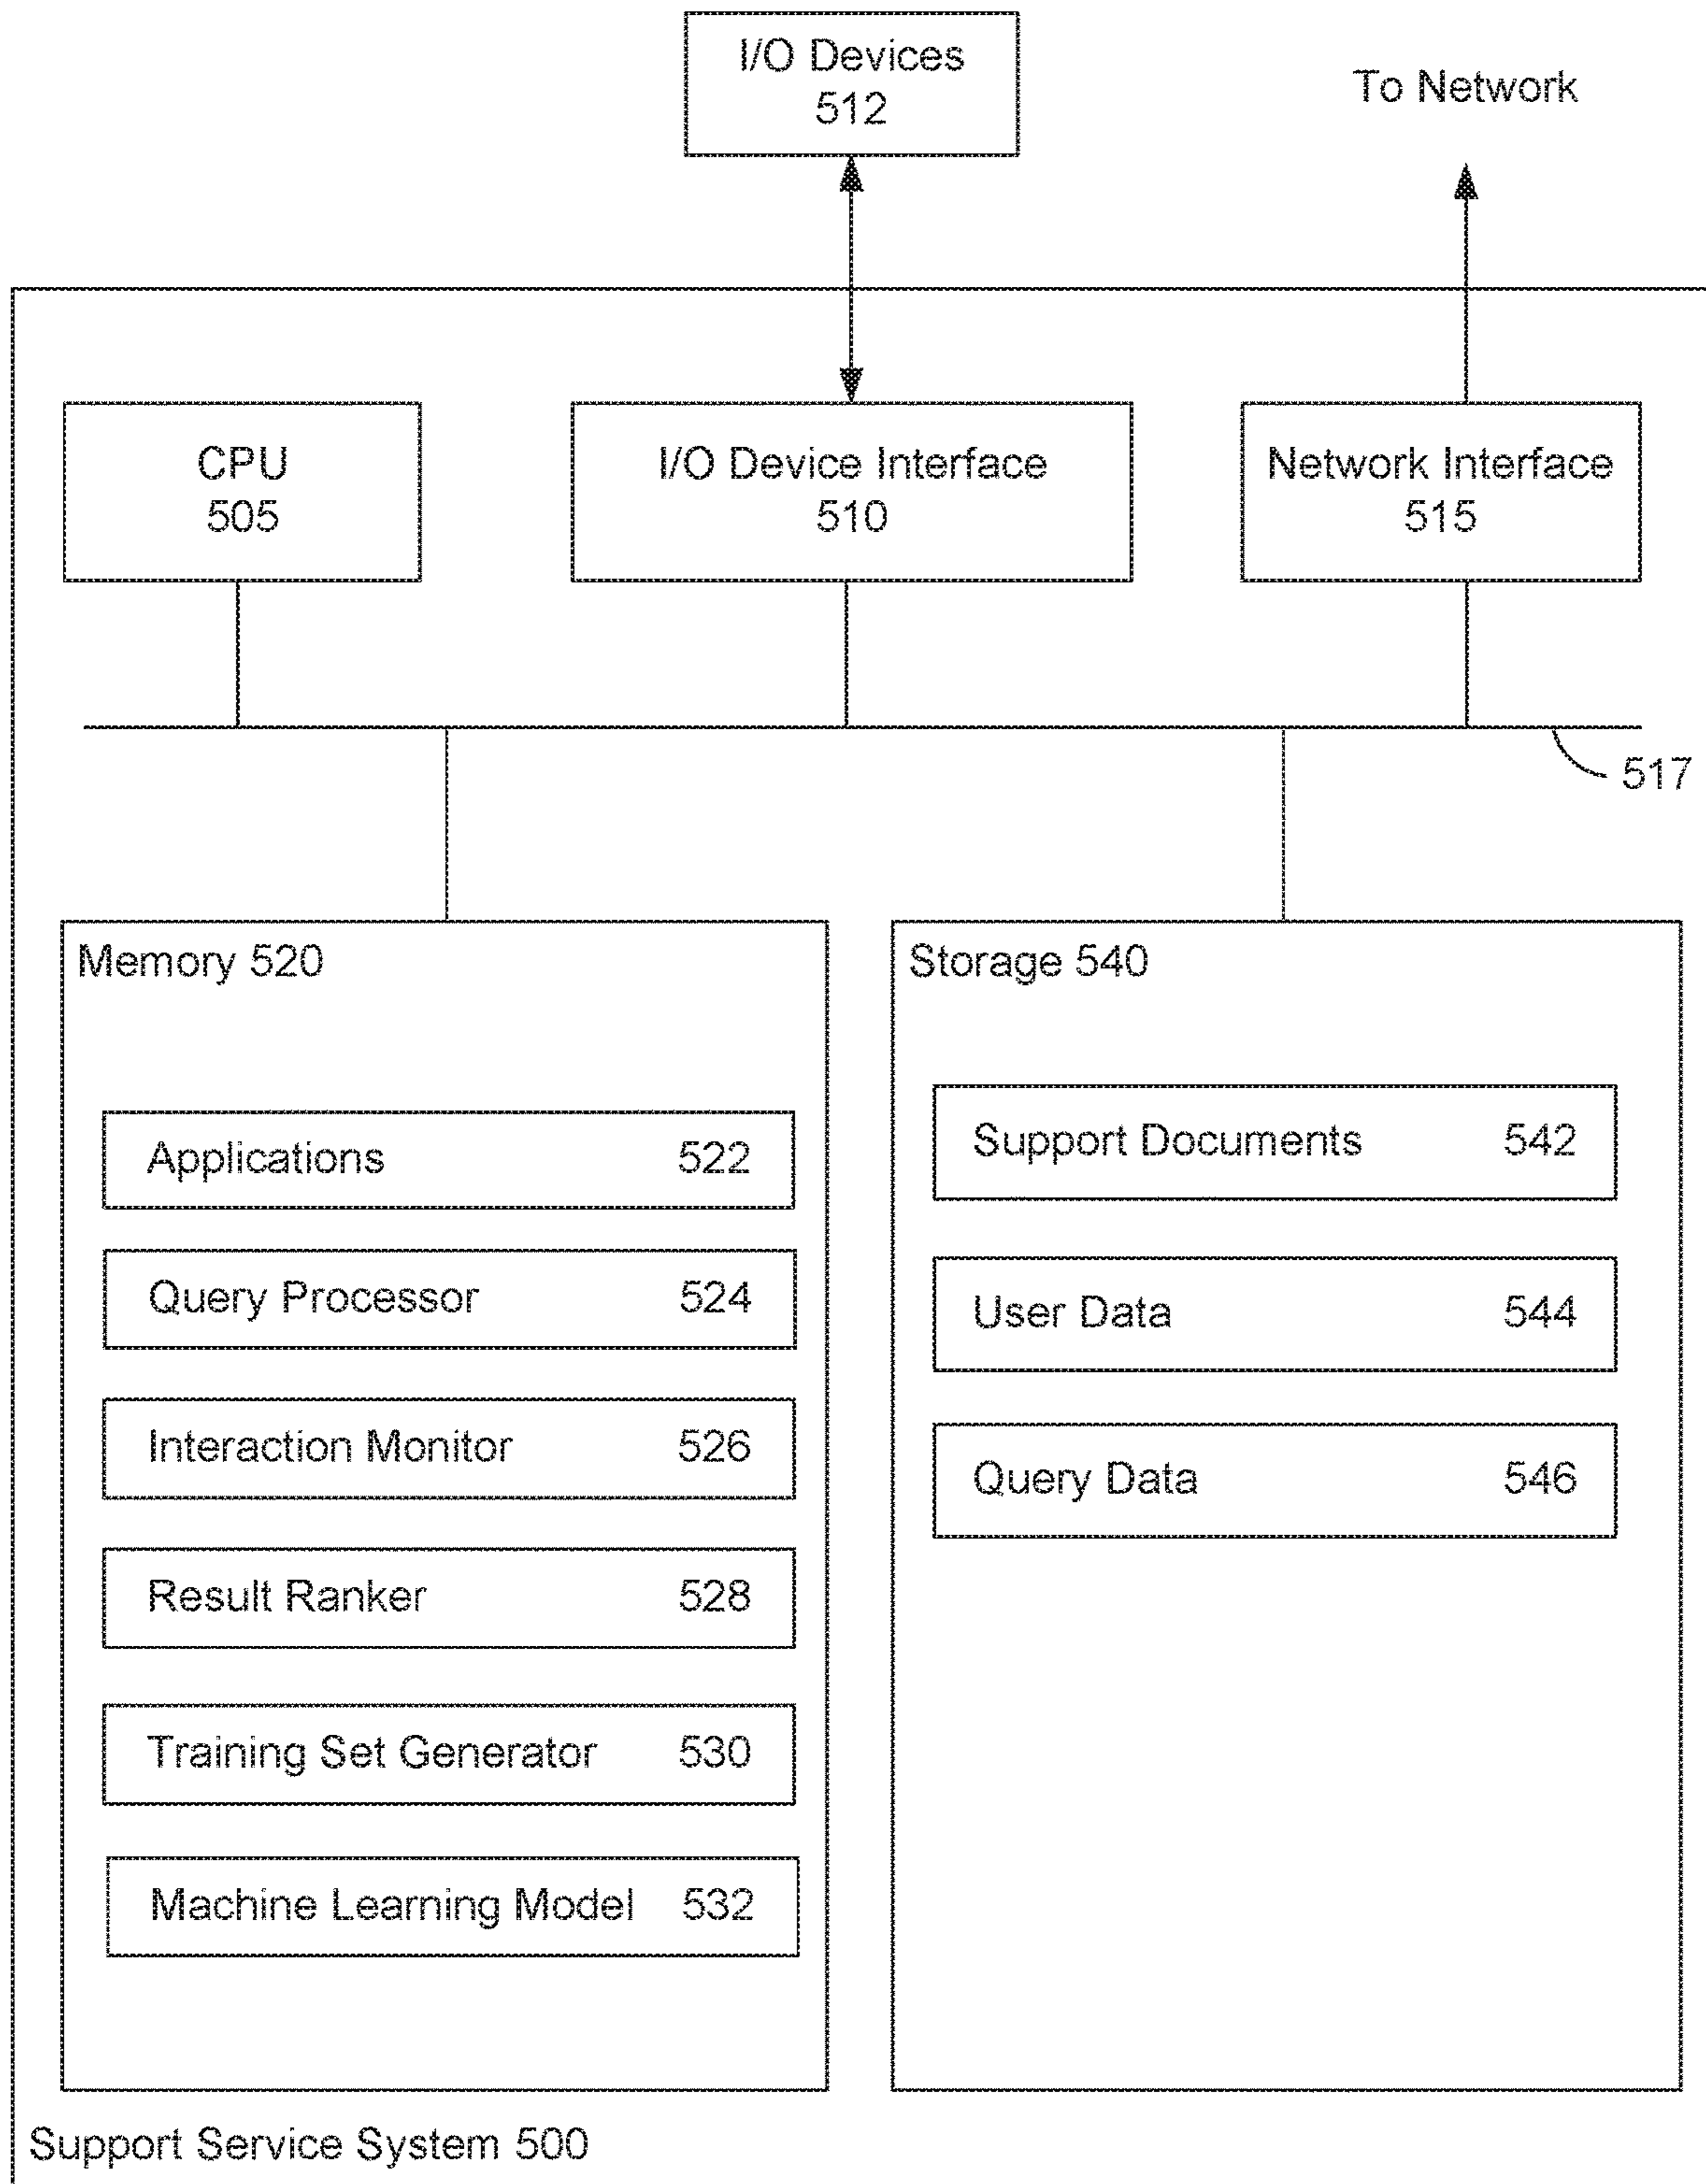 I/O Devices
512
To Network
CPU
505
I/O Device Interface
510
Network Interface
515
517
Memory 520
Applications 522
Query Processor 524
Interaction Monitor 526
Result Ranker 528
Training Set Generator 530
Machine Learning Model 532
Storage 540
Support Documents 542
User Data 544
Query Data 546
Support Service System 500